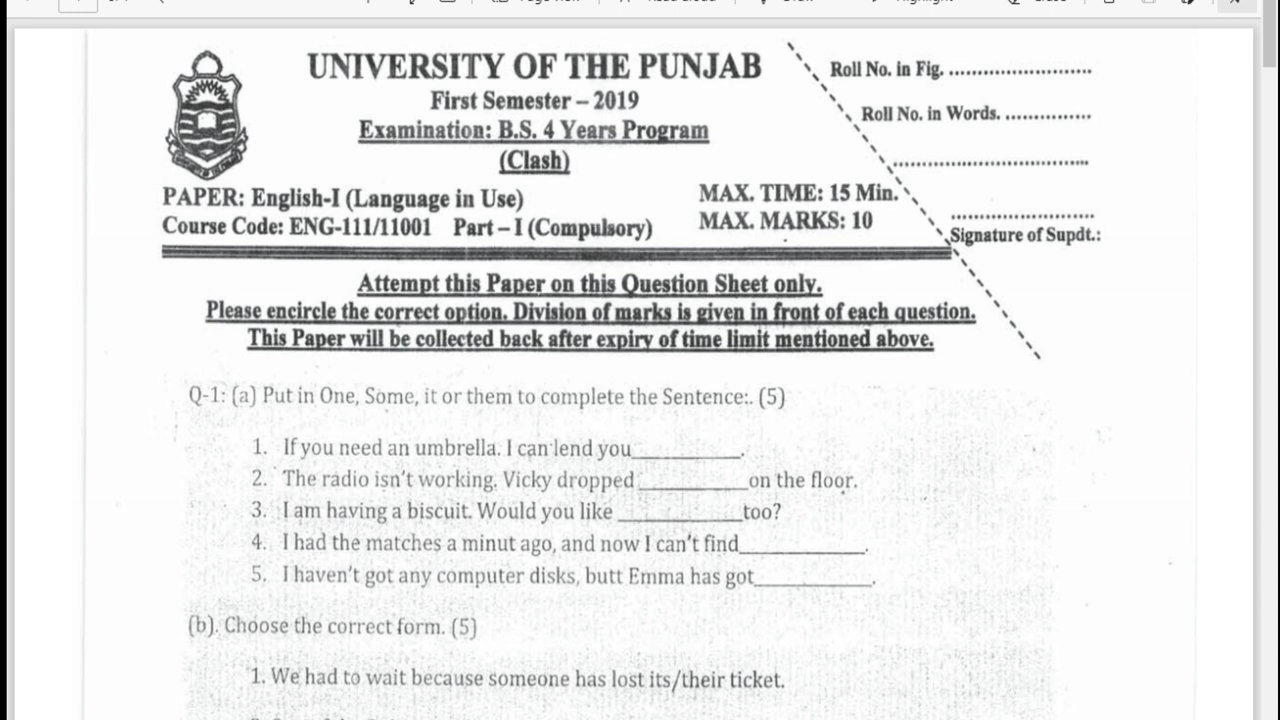 UNIVERSITY OF THE PUNJAB
First Semester – 2019
Examination: B.S. 4 Years Program
(Clash)
Roll No. in Fig. ..........................
Roll No. in Words. ...............
....................................
PAPER: English-I (Language in Use)
MAX. TIME: 15 Min.
Course Code: ENG-111/11001 Part – I (Compulsory)
MAX. MARKS: 10
..........................
Signature of Supdt.:
Attempt this Paper on this Question Sheet only.
Please encircle the correct option. Division of marks is given in front of each question.
This Paper will be collected back after expiry of time limit mentioned above.
Q-1: (a) Put in One, Some, it or them to complete the Sentence:. (5)
1. If you need an umbrella. I can lend you__________.
2. The radio isn't working. Vicky dropped __________on the floor.
3. I am having a biscuit. Would you like ___________too?
4. I had the matches a minut ago, and now I can't find___________.
5. I haven't got any computer disks, butt Emma has got__________.
(b). Choose the correct form. (5)
1. We had to wait because someone has lost its/their ticket.